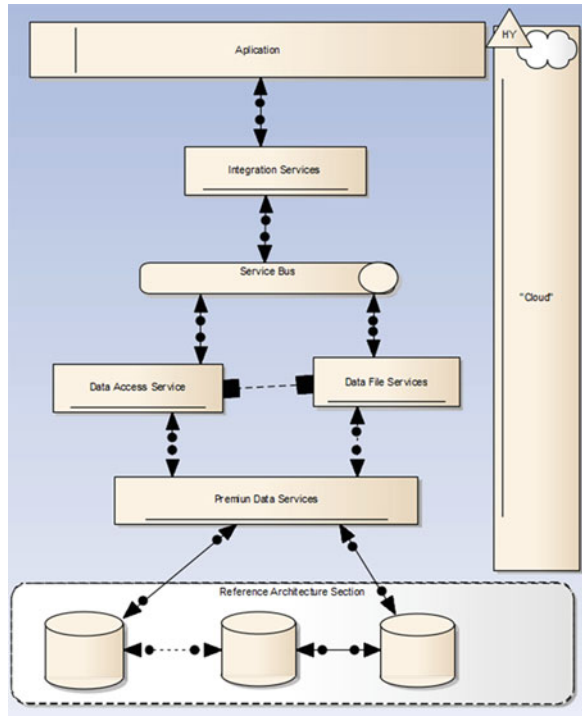 HY
Aplication
Integration Services
Service Bus
"Cloud"
Data Access Service
Data File Services
Premiun Data Services
Reference Architecture Section